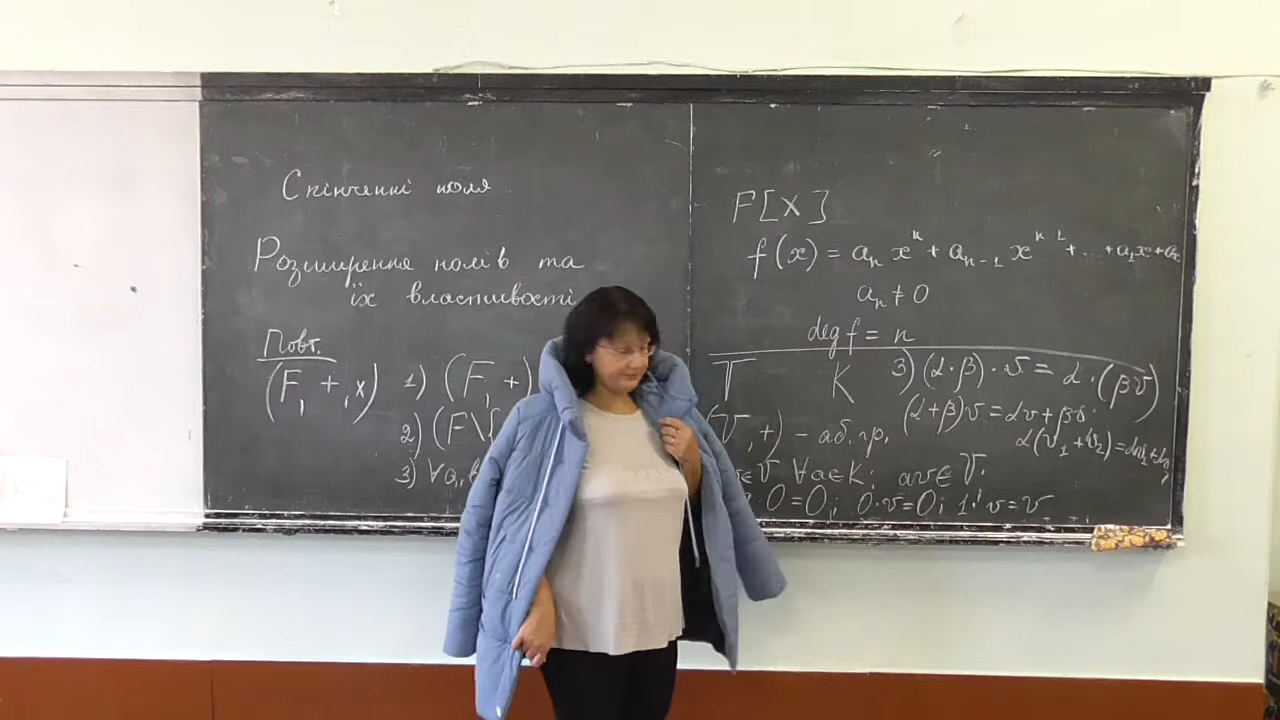 Скінченні поля.
Розширення полів та
їх властивості
Повт.
(F, +, ×)
1) (F, +)
2) (F\{
3) ∀a,b
F[X]
f(x) = aₙxⁿ + aₙ₋₁xⁿ⁻¹ + ... + a₁x + a₀
aₙ ≠ 0
deg f = n
V K
(V, +) – аб. гр.
v∈V ∀a∈K; av∈V.
·0=0; 0·v=0; 1·v=v
3) (α·β)·v = α·(βv)
(α+β)v = αv + βv
α(v₁+v₂) = αv₁+αv₂